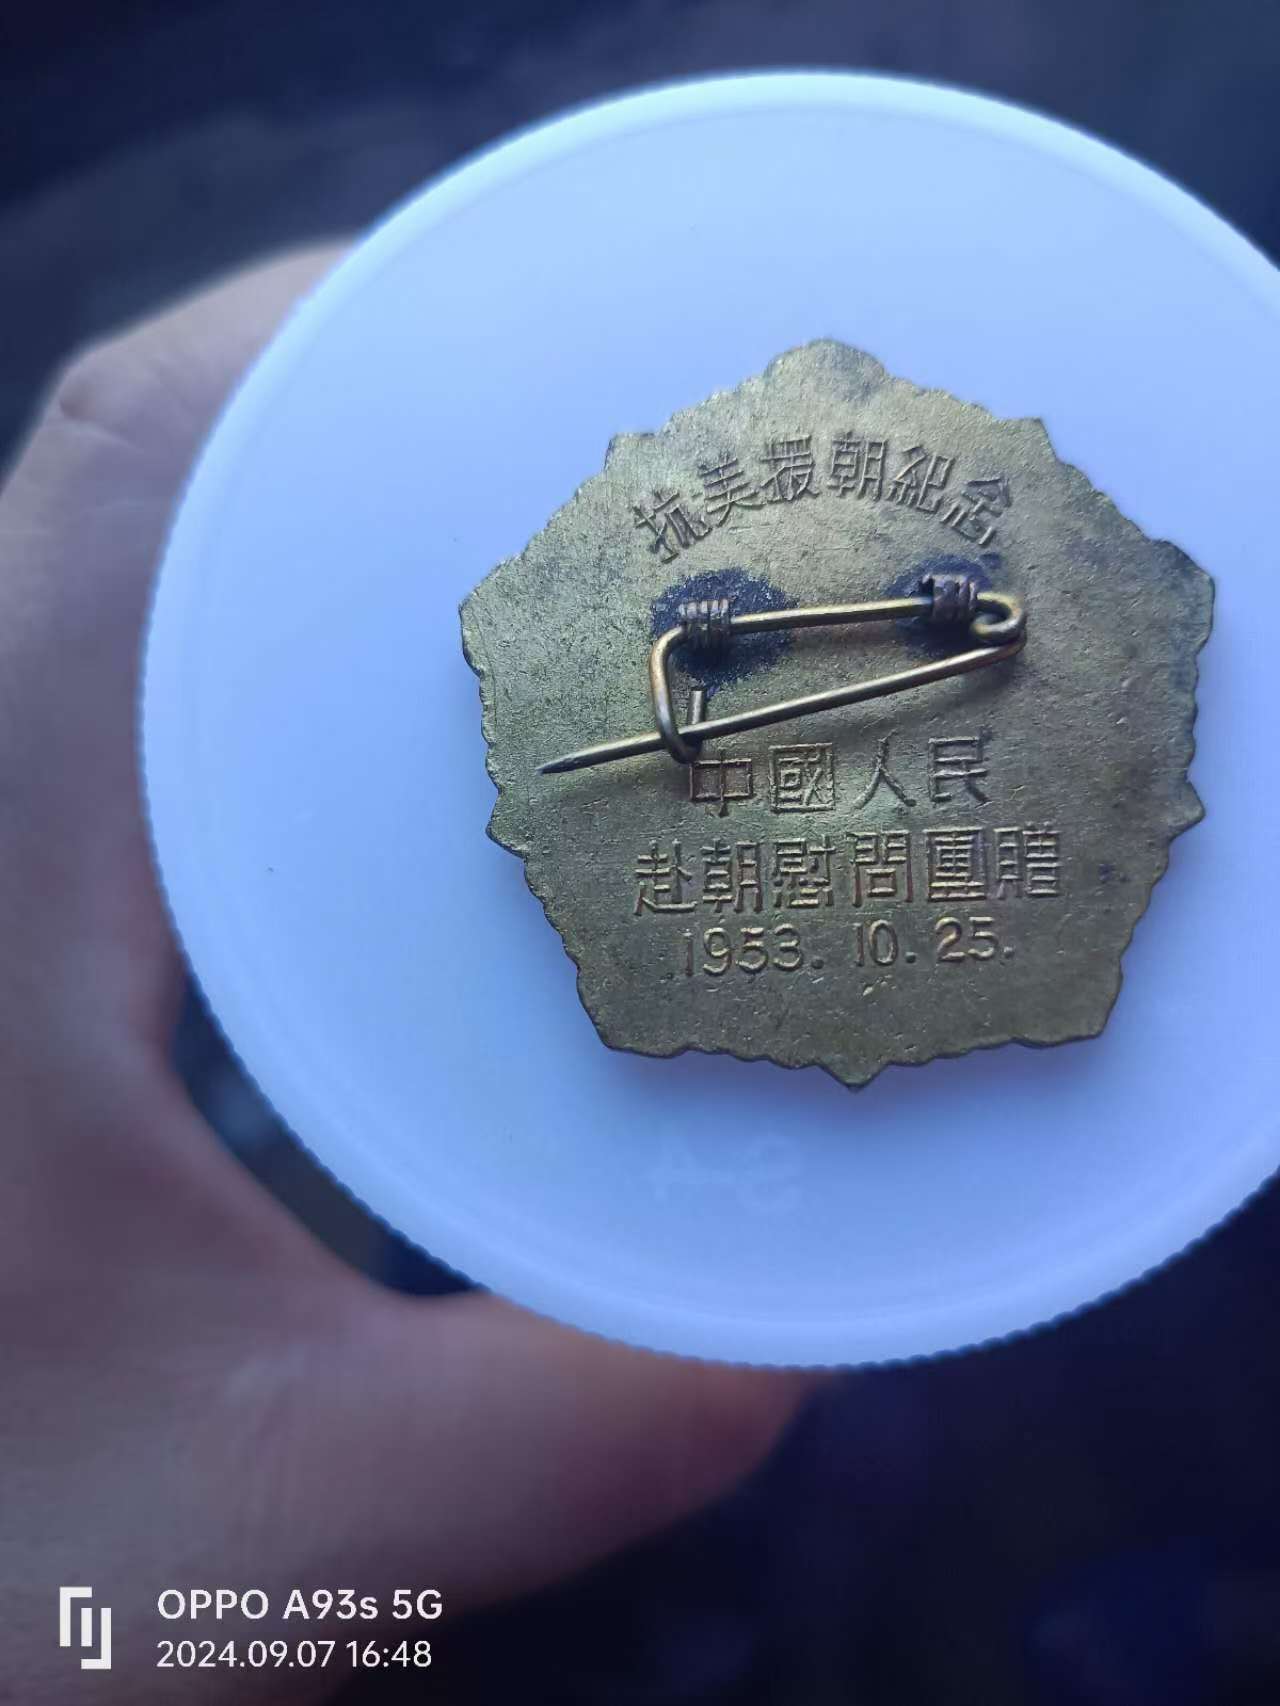 抗美援朝紀念
中國人民
赴朝慰問團贈
1953.10.25.
OPPO A93s 5G
2024.09.07 16:48